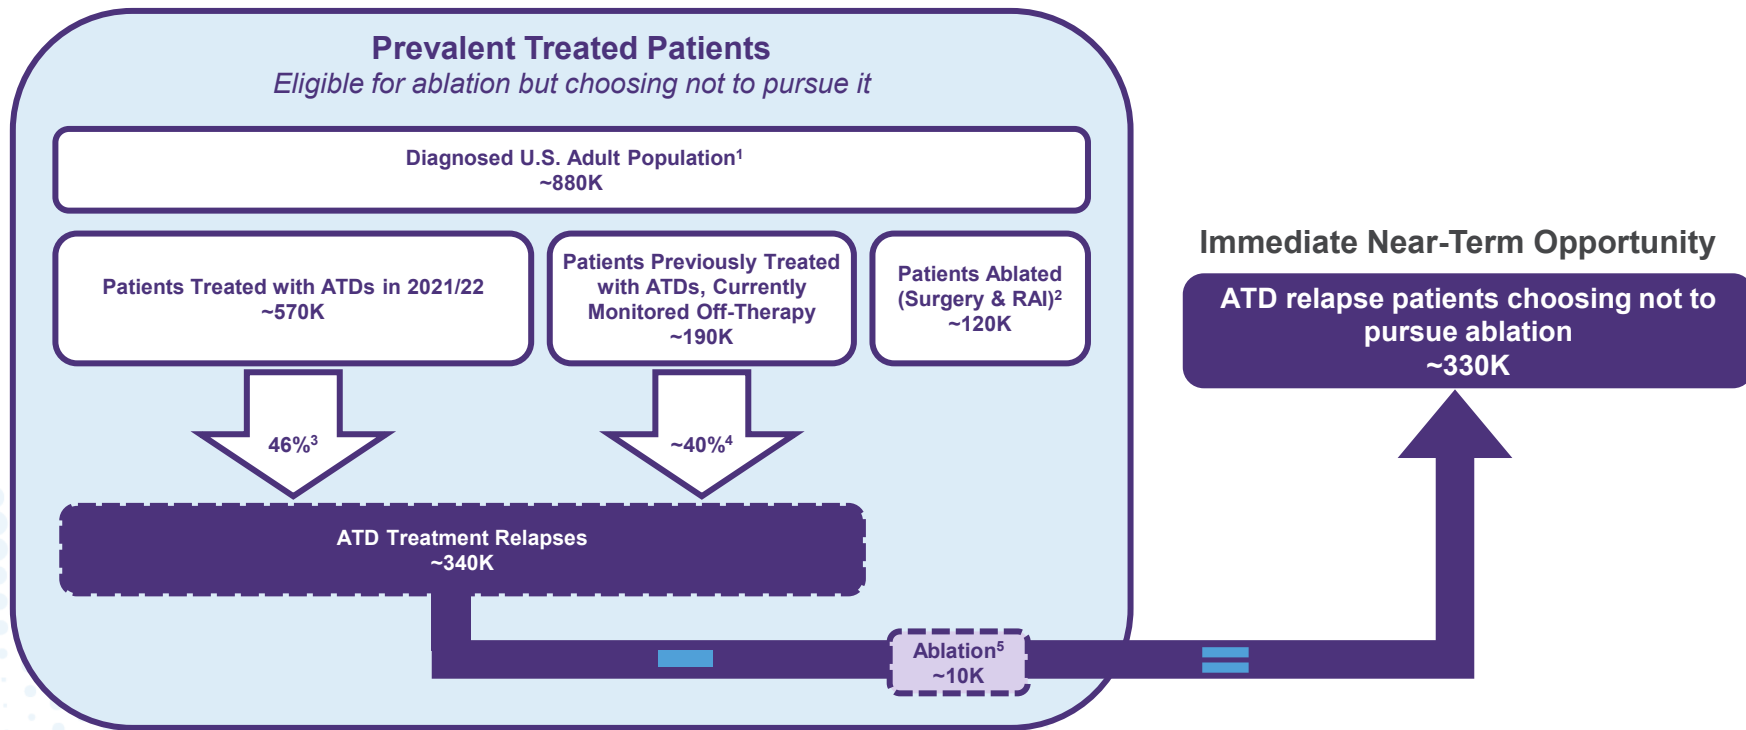 Prevalent Treated Patients
Eligible for ablation but choosing not to pursue it
Diagnosed U.S. Adult Population¹
~880K
Patients Treated with ATDs in 2021/22
~570K
Patients Previously Treated
with ATDs, Currently
Monitored Off-Therapy
~190K
Patients Ablated
(Surgery & RAI)²
~120K
46%³
~40%⁴
ATD Treatment Relapses
~340K
Ablation⁵
~10K
Immediate Near-Term Opportunity
ATD relapse patients choosing not to
pursue ablation
~330K